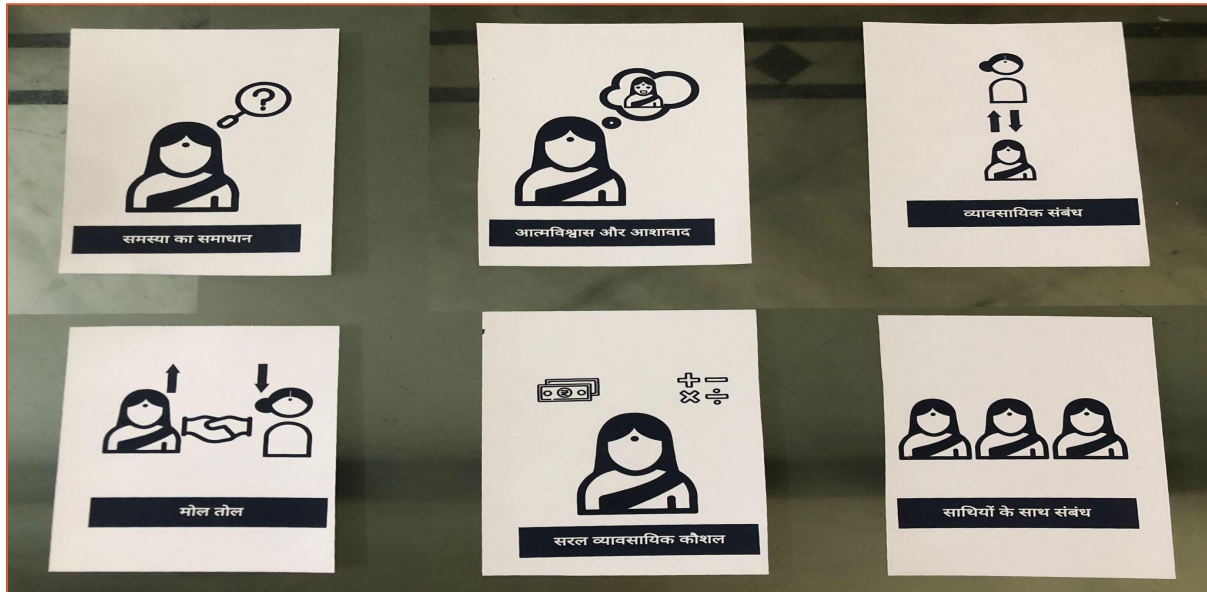 ?
समस्या का समाधान
आत्मविश्वास और आशावाद
व्यावसायिक संबंध
मोल तोल
₹
+ −
× ÷
सरल व्यावसायिक कौशल
साथियों के साथ संबंध